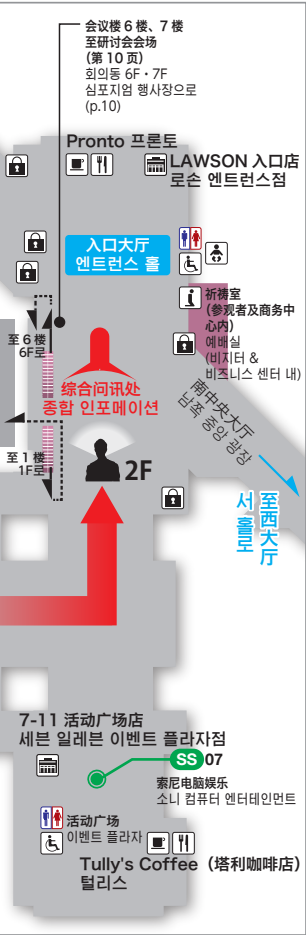 会议楼 6 楼、7 楼
至研讨会会场
(第 10 页)
회의동 6F・7F
심포지엄 행사장으로
(p.10)
Pronto 프론토
LAWSON 入口店
로손 엔트런스점
入口大厅
엔트런스 홀
祈祷室
(参观者及商务中
心内)
예배실
(비지터 &
비즈니스 센터 내)
至 6 楼
6F로
综合问讯处
종합 인포메이션
南中央大厅
남쪽 중앙 광장
至 1 楼
1F로
2F
至西大厅
서 홀로
7-11 活动广场店
세븐 일레븐 이벤트 플라자점
SS 07
索尼电脑娱乐
소니 컴퓨터 엔터테인먼트
活动广场
이벤트 플라자
Tully's Coffee（塔利咖啡店）
털리스